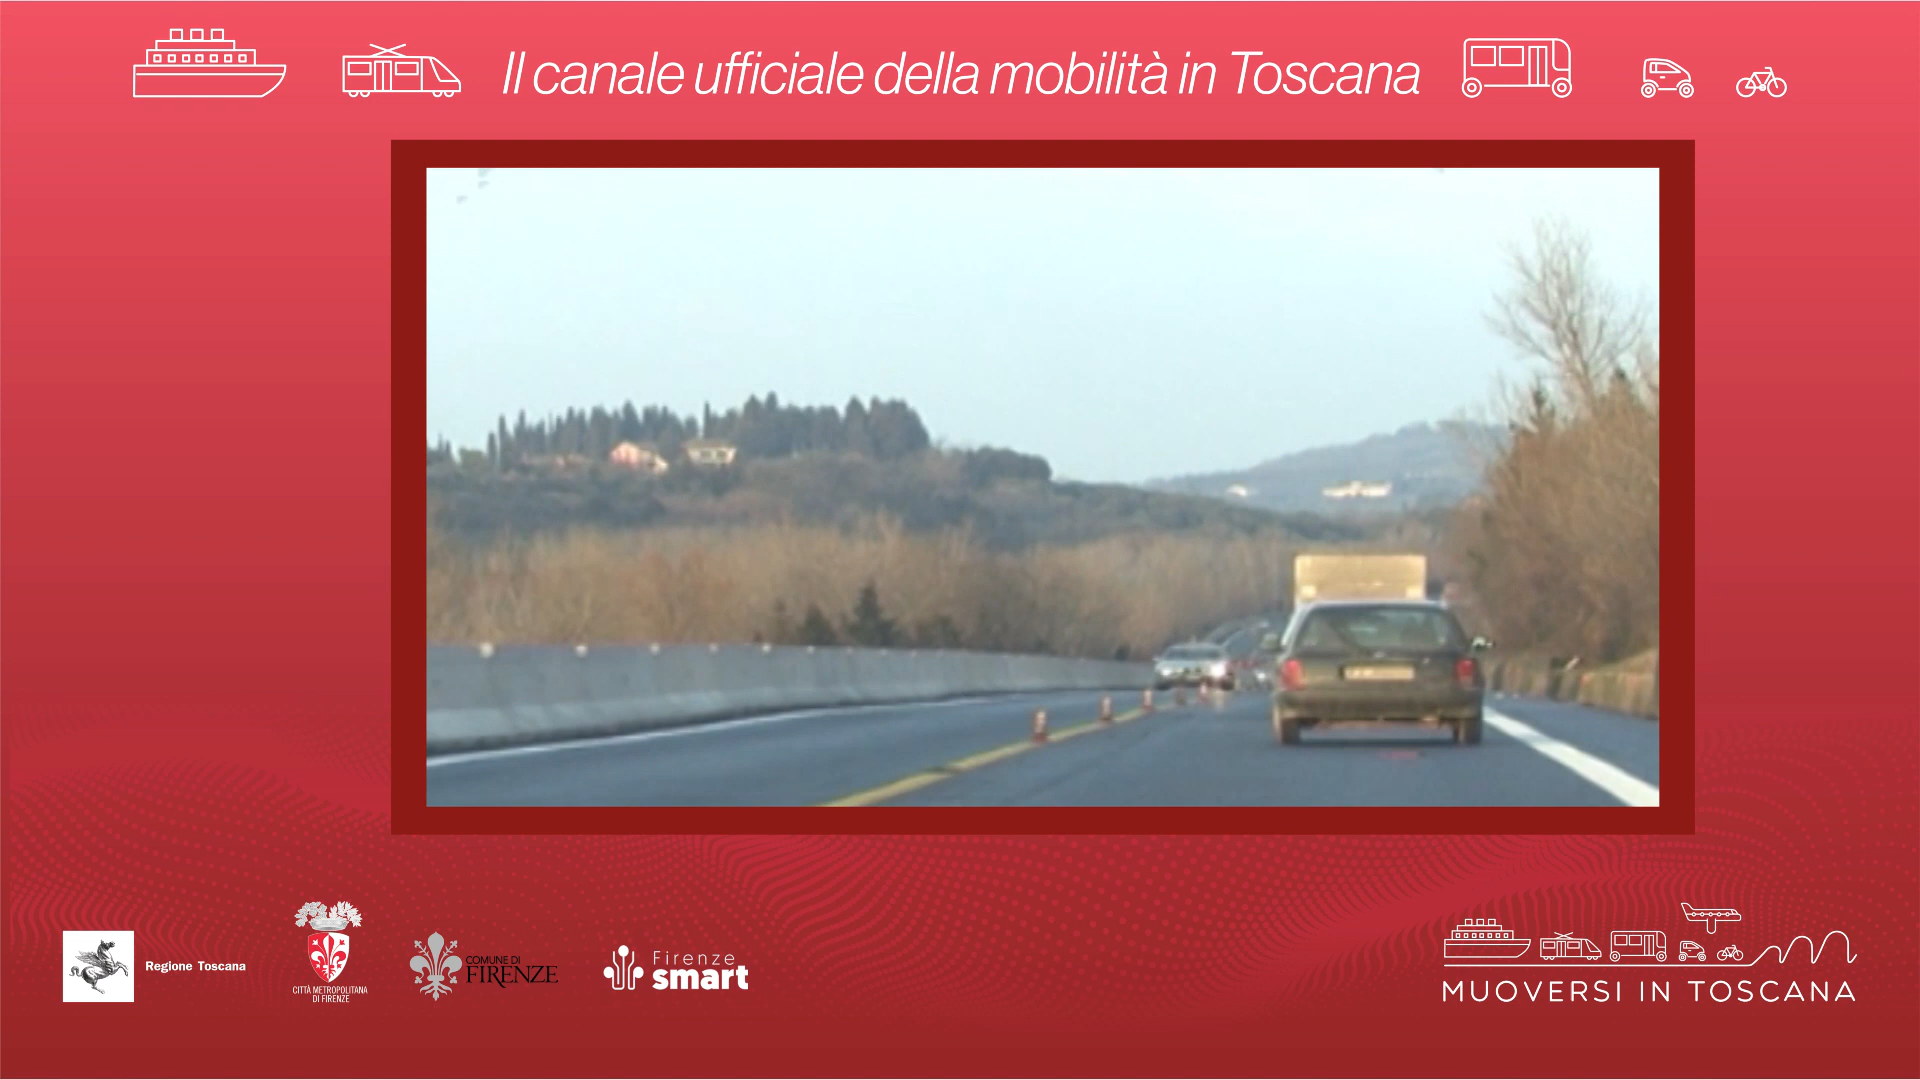 Il canale ufficiale della mobilità in Toscana
Regione Toscana
CITTÀ METROPOLITANA
DI FIRENZE
COMUNE DI
FIRENZE
Firenze
smart
MUOVERSI IN TOSCANA